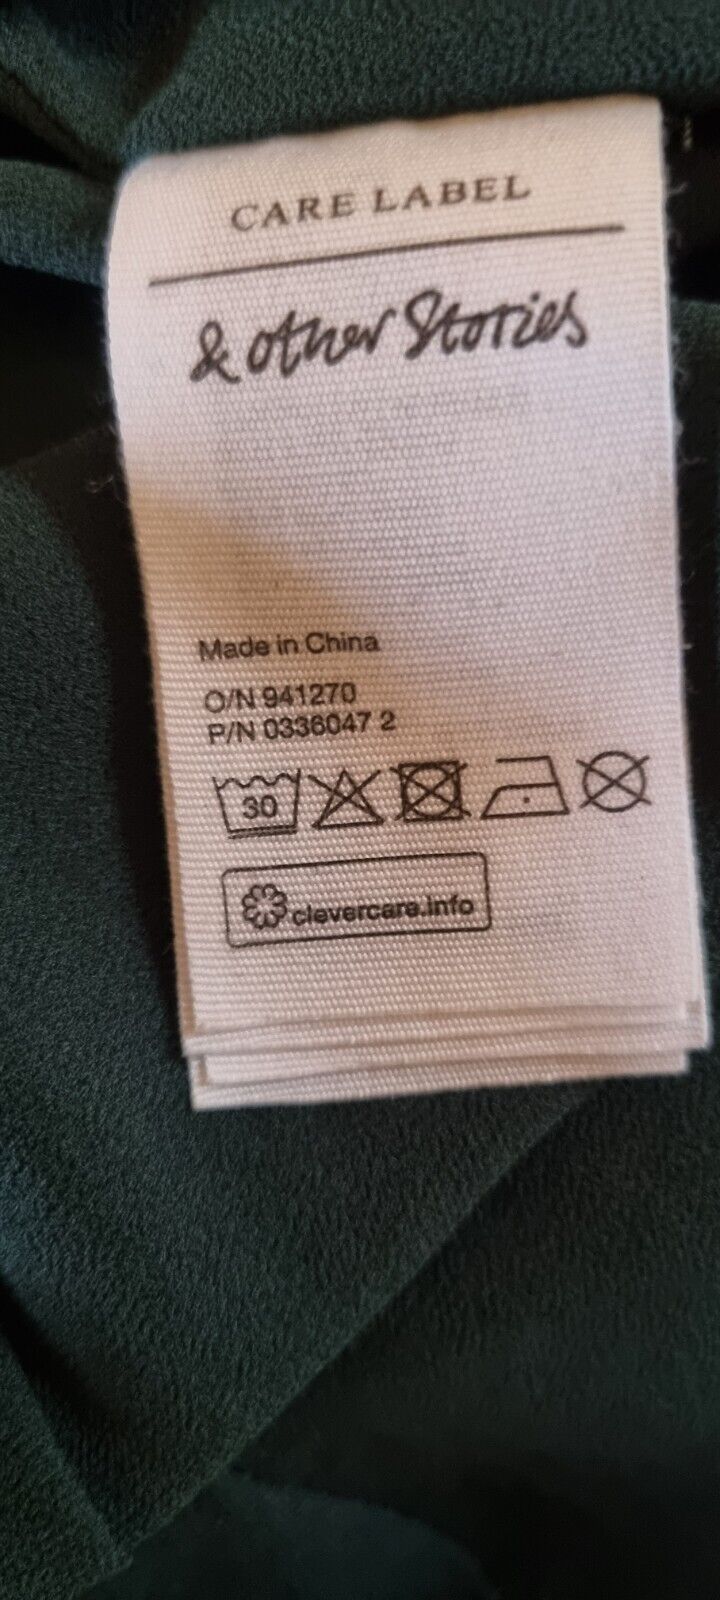 CARE LABEL
& other Stories
Made in China
O/N 941270
P/N 0336047 2
30
clevercare.info